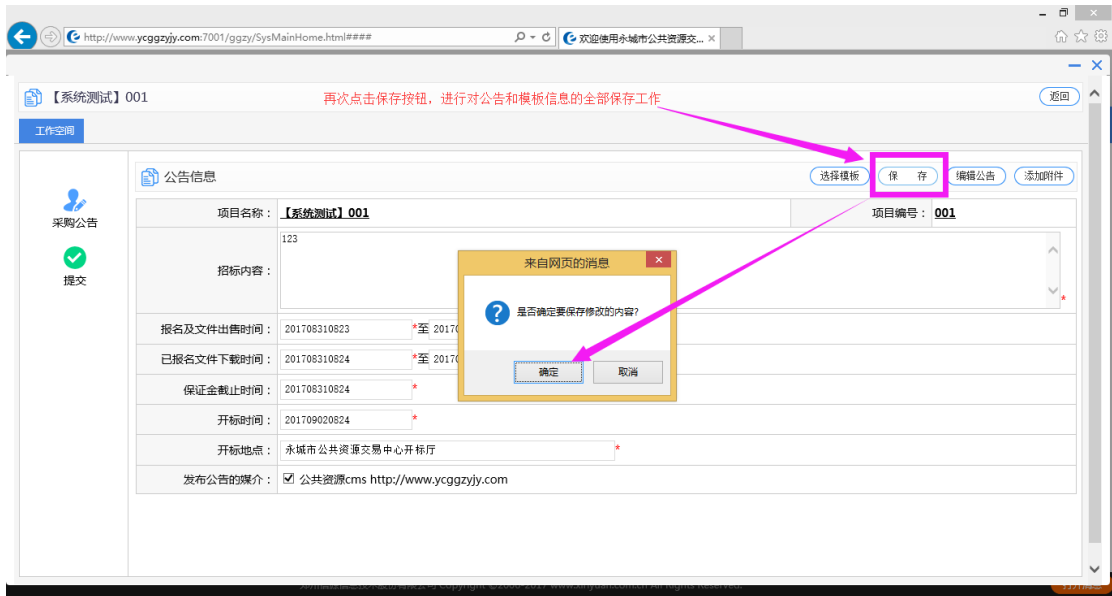 http://www.ycggzyjy.com:7001/ggzy/SysMainHome.html####
欢迎使用永城市公共资源交...
【系统测试】001
再次点击保存按钮，进行对公告和模板信息的全部保存工作
返回
工作空间
公告信息
选择模板
保 存
编辑公告
添加附件
采购公告
提交
项目名称： 【系统测试】001
项目编号： 001
招标内容： 123
*
来自网页的消息
是否确定要保存修改的内容?
确定 取消
报名及文件出售时间： 201708310823 *至 2017
已报名文件下载时间： 201708310824 *至 2017
保证金截止时间： 201708310824 *
开标时间： 201709020824 *
开标地点： 永城市公共资源交易中心开标厅 *
发布公告的媒介： 公共资源cms http://www.ycggzyjy.com